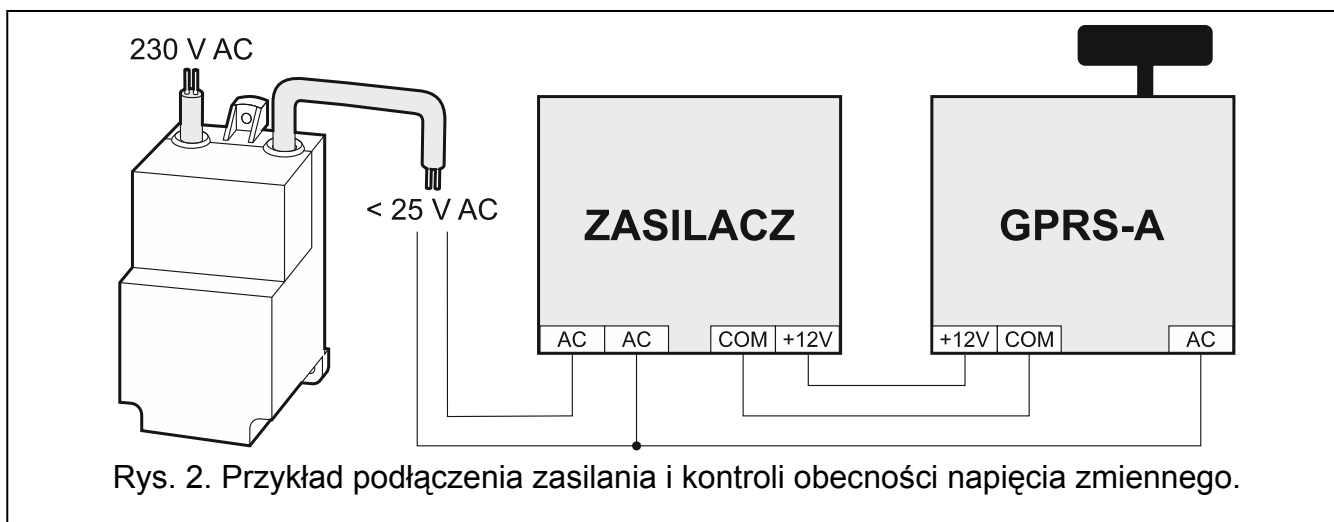 230 V AC
< 25 V AC
ZASILACZ
GPRS-A
AC AC COM +12V
+12V COM AC
Rys. 2. Przykład podłączenia zasilania i kontroli obecności napięcia zmiennego.